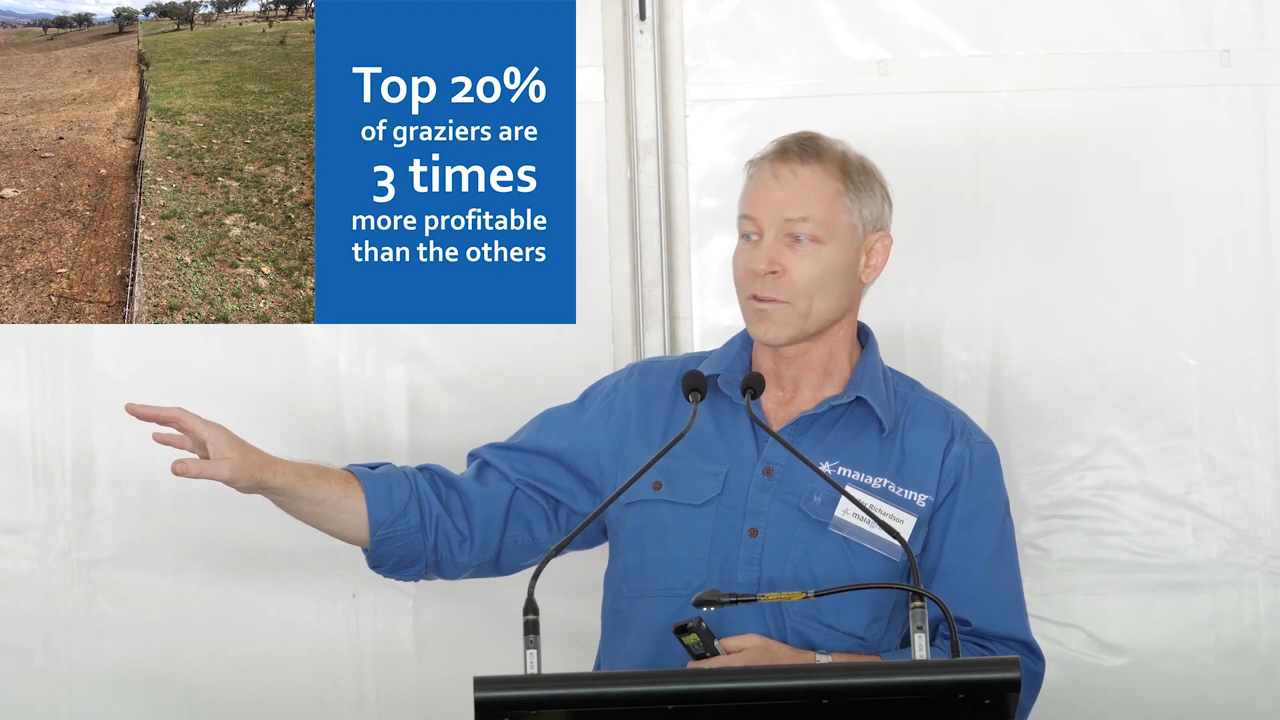 Top 20%
of graziers are
3 times
more profitable
than the others
maiagrazing
Richardson